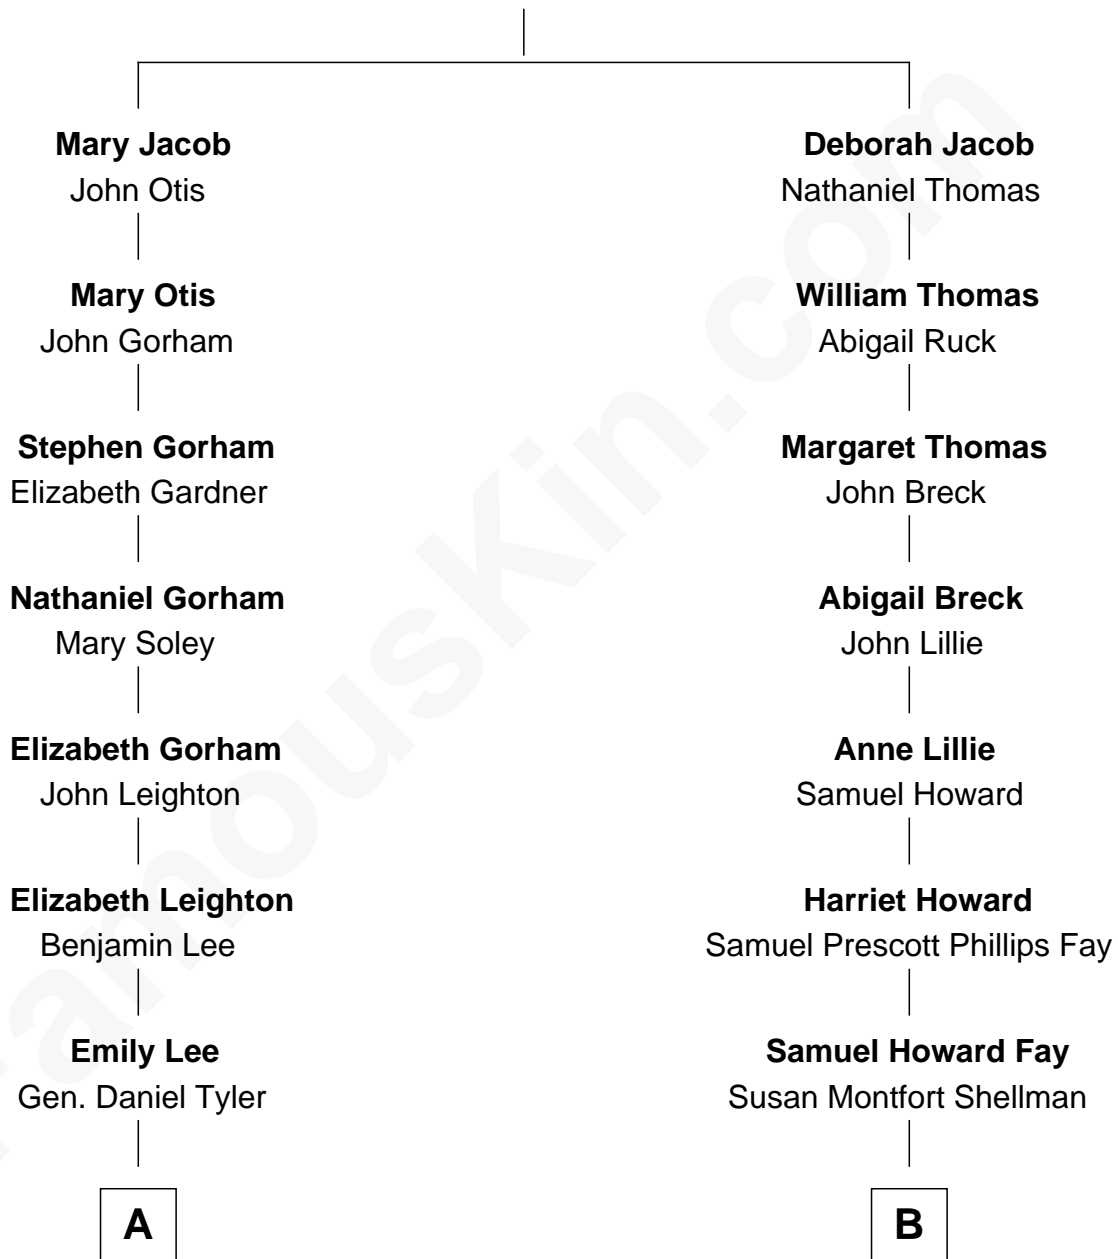 Mary Jacob
John Otis
Deborah Jacob
Nathaniel Thomas
Mary Otis
John Gorham
William Thomas
Abigail Ruck
Stephen Gorham
Elizabeth Gardner
Margaret Thomas
John Breck
Nathaniel Gorham
Mary Soley
Abigail Breck
John Lillie
Elizabeth Gorham
John Leighton
Anne Lillie
Samuel Howard
Elizabeth Leighton
Benjamin Lee
Harriet Howard
Samuel Prescott Phillips Fay
Emily Lee
Gen. Daniel Tyler
Samuel Howard Fay
Susan Montfort Shellman
A
B
FamousKin.com